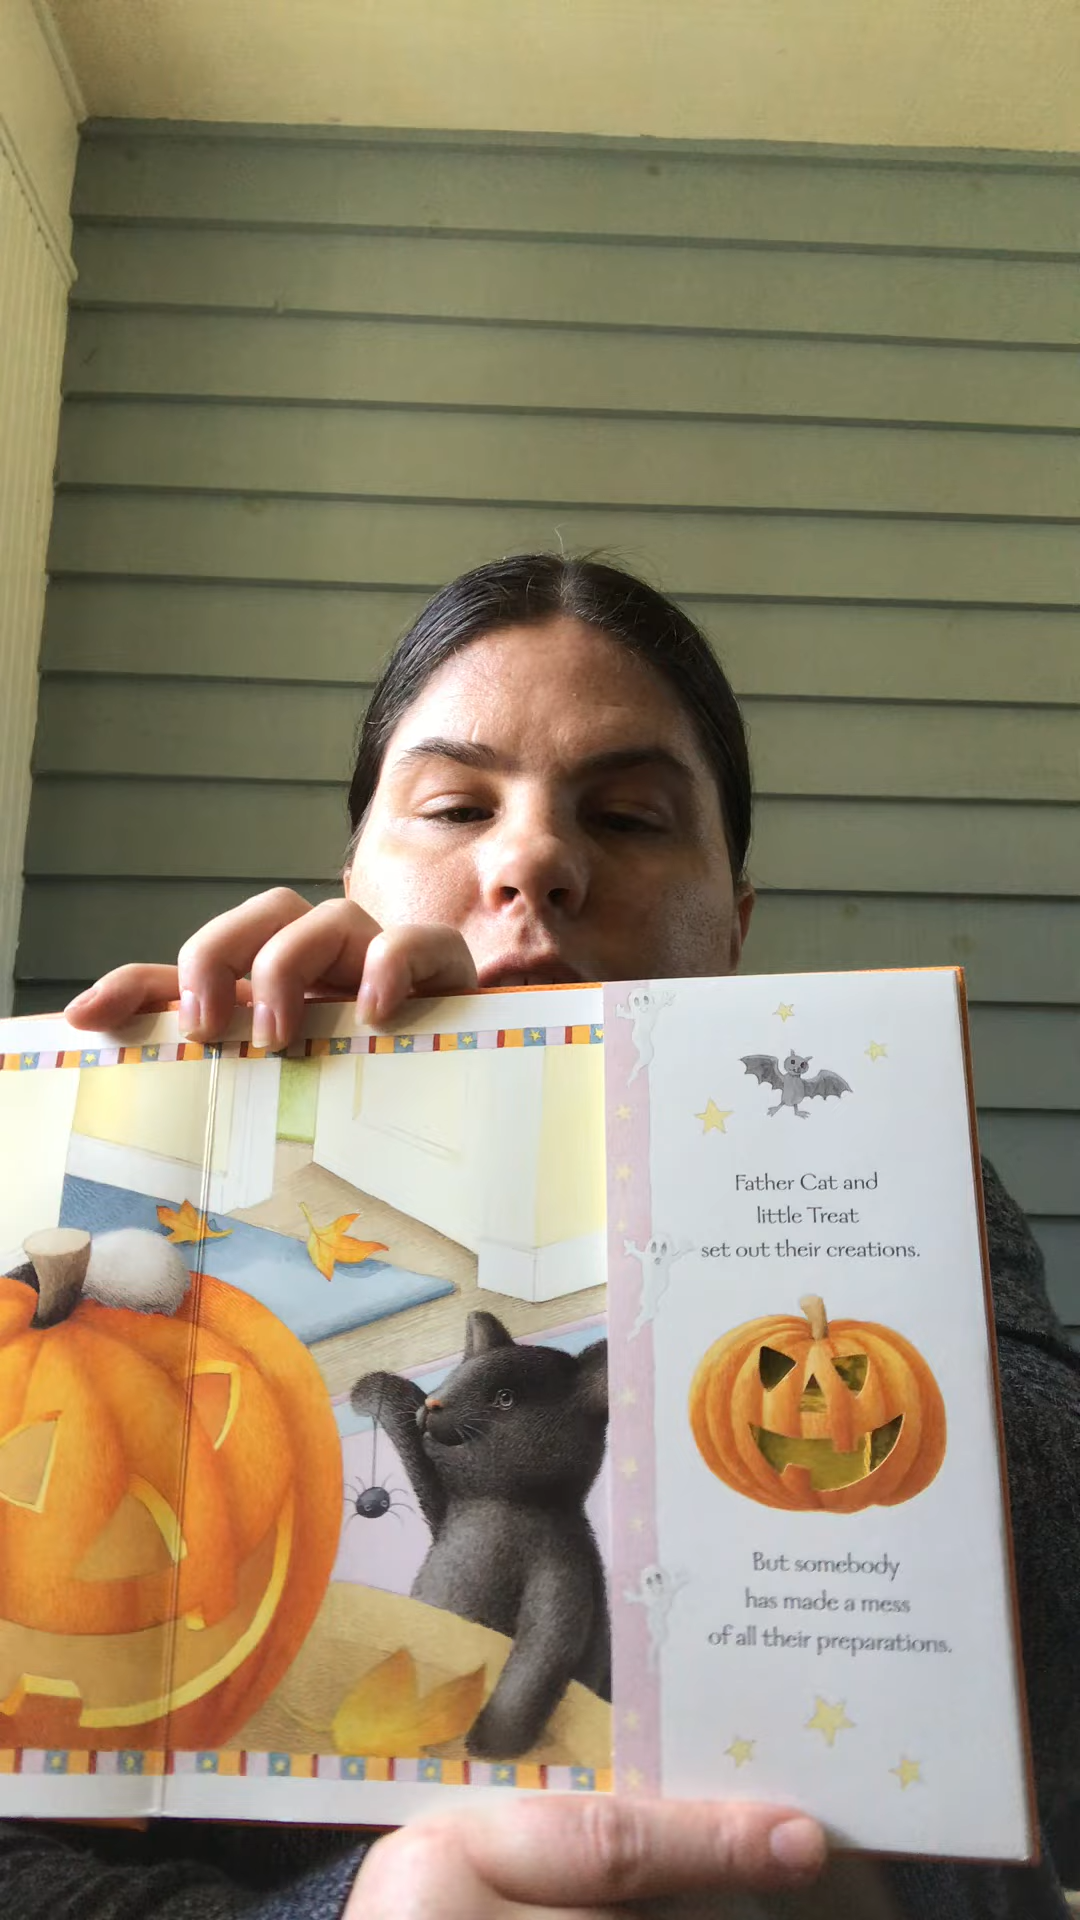 Father Cat and
little Treat
set out their creations.
But somebody
has made a mess
of all their preparations.